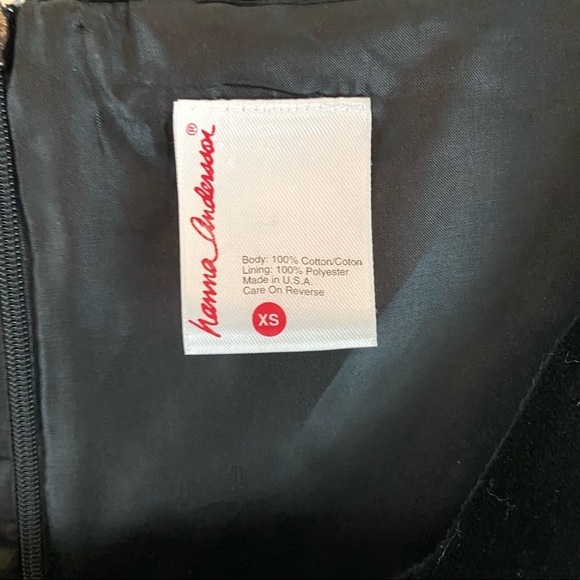 hanna andersson®
Body: 100% Cotton/Coton
Lining: 100% Polyester
Made in U.S.A.
Care On Reverse
XS